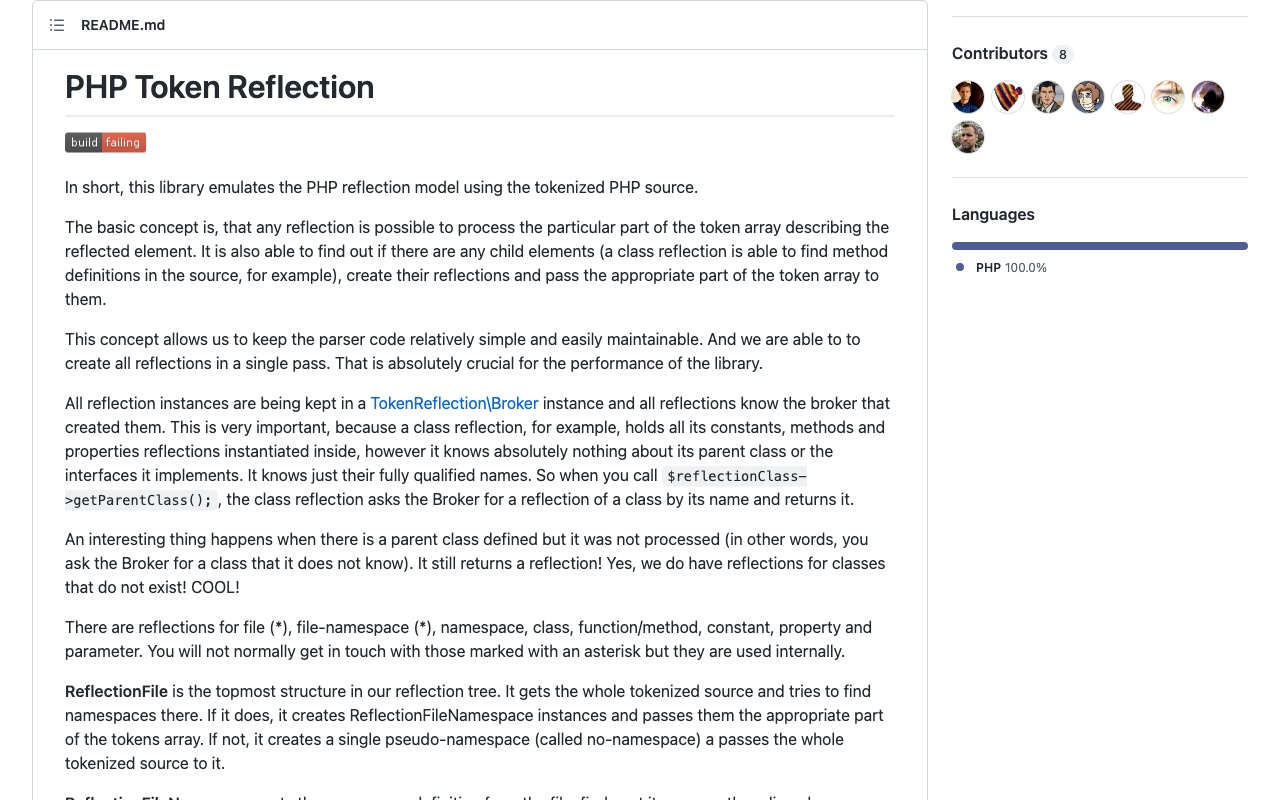 README.md
PHP Token Reflection
build failing
In short, this library emulates the PHP reflection model using the tokenized PHP source.
The basic concept is, that any reflection is possible to process the particular part of the token array describing the
reflected element. It is also able to find out if there are any child elements (a class reflection is able to find method
definitions in the source, for example), create their reflections and pass the appropriate part of the token array to
them.
This concept allows us to keep the parser code relatively simple and easily maintainable. And we are able to to
create all reflections in a single pass. That is absolutely crucial for the performance of the library.
All reflection instances are being kept in a TokenReflection\Broker instance and all reflections know the broker that
created them. This is very important, because a class reflection, for example, holds all its constants, methods and
properties reflections instantiated inside, however it knows absolutely nothing about its parent class or the
interfaces it implements. It knows just their fully qualified names. So when you call $reflectionClass-
>getParentClass(); , the class reflection asks the Broker for a reflection of a class by its name and returns it.
An interesting thing happens when there is a parent class defined but it was not processed (in other words, you
ask the Broker for a class that it does not know). It still returns a reflection! Yes, we do have reflections for classes
that do not exist! COOL!
There are reflections for file (*), file-namespace (*), namespace, class, function/method, constant, property and
parameter. You will not normally get in touch with those marked with an asterisk but they are used internally.
ReflectionFile is the topmost structure in our reflection tree. It gets the whole tokenized source and tries to find
namespaces there. If it does, it creates ReflectionFileNamespace instances and passes them the appropriate part
of the tokens array. If not, it creates a single pseudo-namespace (called no-namespace) a passes the whole
tokenized source to it.
Contributors 8
Languages
PHP 100.0%